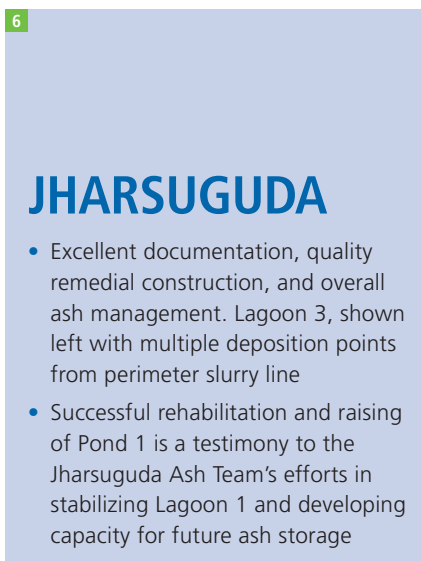 6
JHARSUGUDA
• Excellent documentation, quality
remedial construction, and overall
ash management. Lagoon 3, shown
left with multiple deposition points
from perimeter slurry line
• Successful rehabilitation and raising
of Pond 1 is a testimony to the
Jharsuguda Ash Team’s efforts in
stabilizing Lagoon 1 and developing
capacity for future ash storage